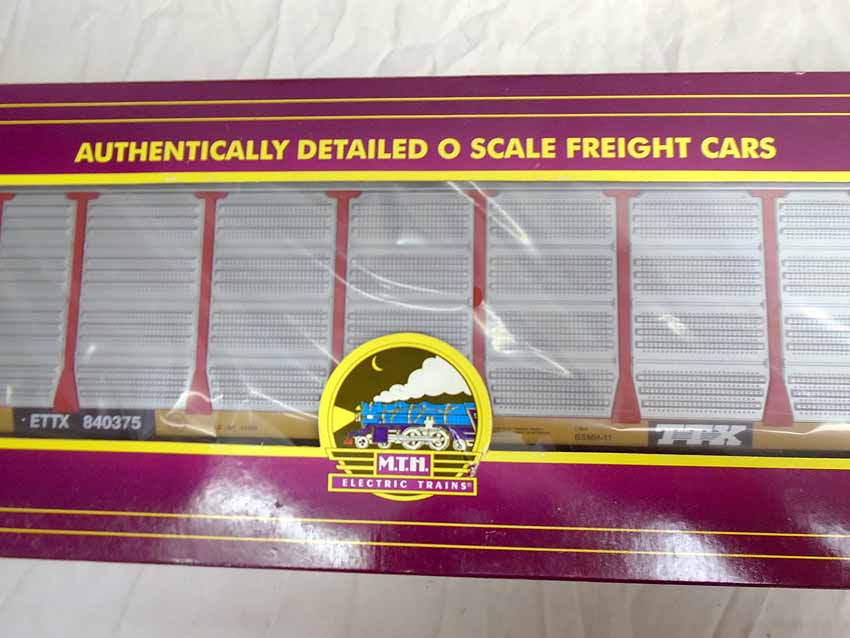 AUTHENTICALLY DETAILED O SCALE FREIGHT CARS
ETTX 840375
TTX
M.T.H.
ELECTRIC TRAINS